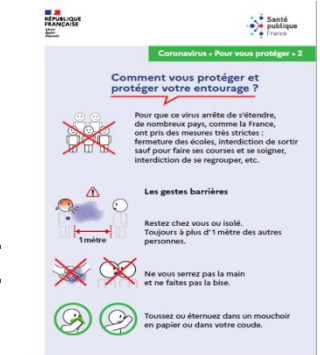 RÉPUBLIQUE
FRANÇAISE
Liberté
Égalité
Fraternité
Santé
publique
France
Coronavirus • Pour vous protéger • 2
Comment vous protéger et
protéger votre entourage ?
Pour que ce virus arrête de s'étendre,
de nombreux pays, comme la France,
ont pris des mesures très strictes :
fermeture des écoles, interdiction de sortir
sauf pour faire ses courses et se soigner,
interdiction de se regrouper, etc.
Les gestes barrières
Restez chez vous ou isolé.
Toujours à plus d'1 mètre des autres
personnes.
1 mètre
Ne vous serrez pas la main
et ne faites pas la bise.
Toussez ou éternuez dans un mouchoir
en papier ou dans votre coude.